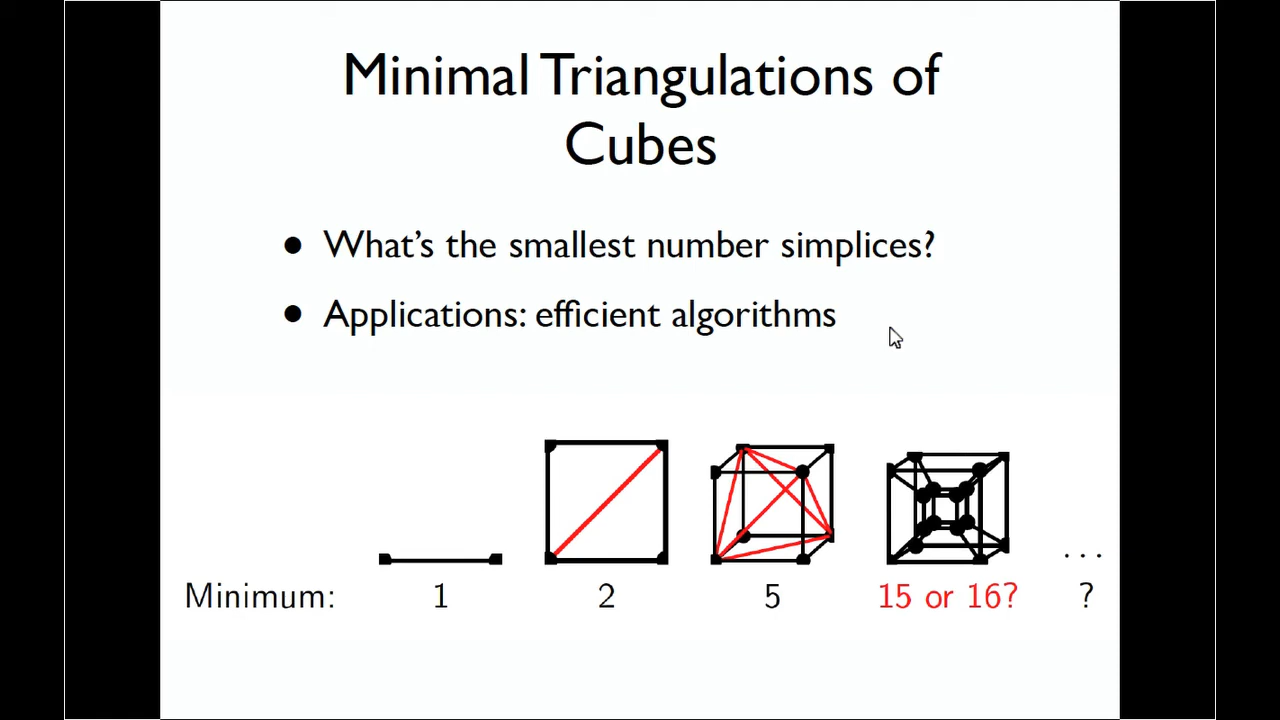 Minimal Triangulations of
Cubes
• What's the smallest number simplices?
• Applications: efficient algorithms
. . .
Minimum: 1 2 5 15 or 16? ?